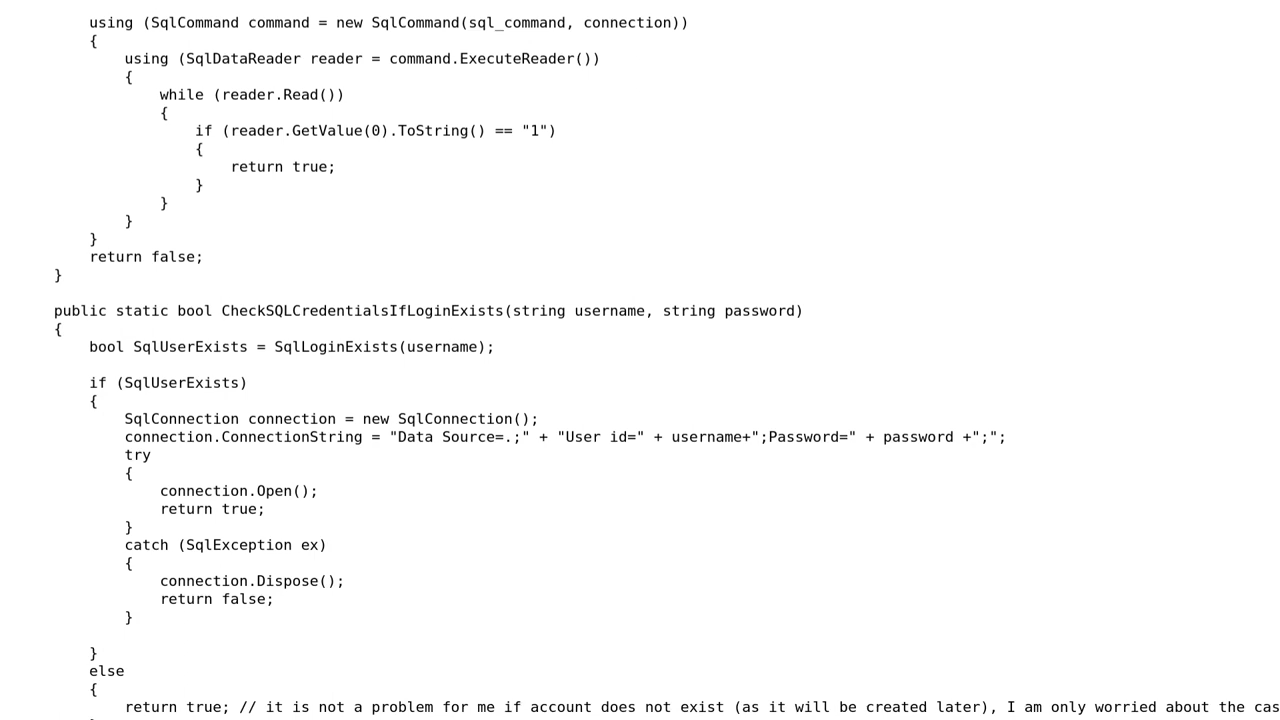 using (SqlCommand command = new SqlCommand(sql_command, connection))
{
using (SqlDataReader reader = command.ExecuteReader())
{
while (reader.Read())
{
if (reader.GetValue(0).ToString() == "1")
{
return true;
}
}
}
}
return false;
}
public static bool CheckSQLCredentialsIfLoginExists(string username, string password)
{
bool SqlUserExists = SqlLoginExists(username);
if (SqlUserExists)
{
SqlConnection connection = new SqlConnection();
connection.ConnectionString = "Data Source=.;" + "User id=" + username+";Password=" + password +";";
try
{
connection.Open();
return true;
}
catch (SqlException ex)
{
connection.Dispose();
return false;
}
}
else
{
return true; // it is not a problem for me if account does not exist (as it will be created later), I am only worried about the cas